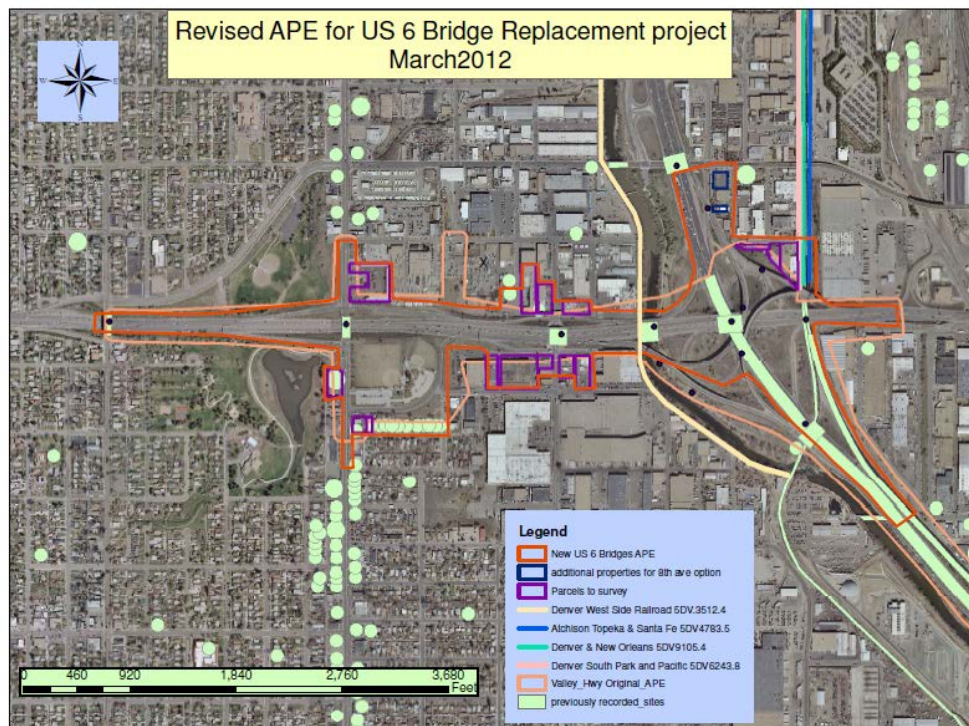 Revised APE for US 6 Bridge Replacement project
March2012
N
W E
S
Legend
New US 6 Bridges APE
additional properties for 8th ave option
Parcels to survey
Denver West Side Railroad 5DV.3512.4
Atchison Topeka & Santa Fe 5DV4783.5
Denver & New Orleans 5DV9105.4
Denver South Park and Pacific 5DV6243.8
Valley_Hwy Original_APE
previously recorded_sites
0 460 920 1,840 2,760 3,680
Feet